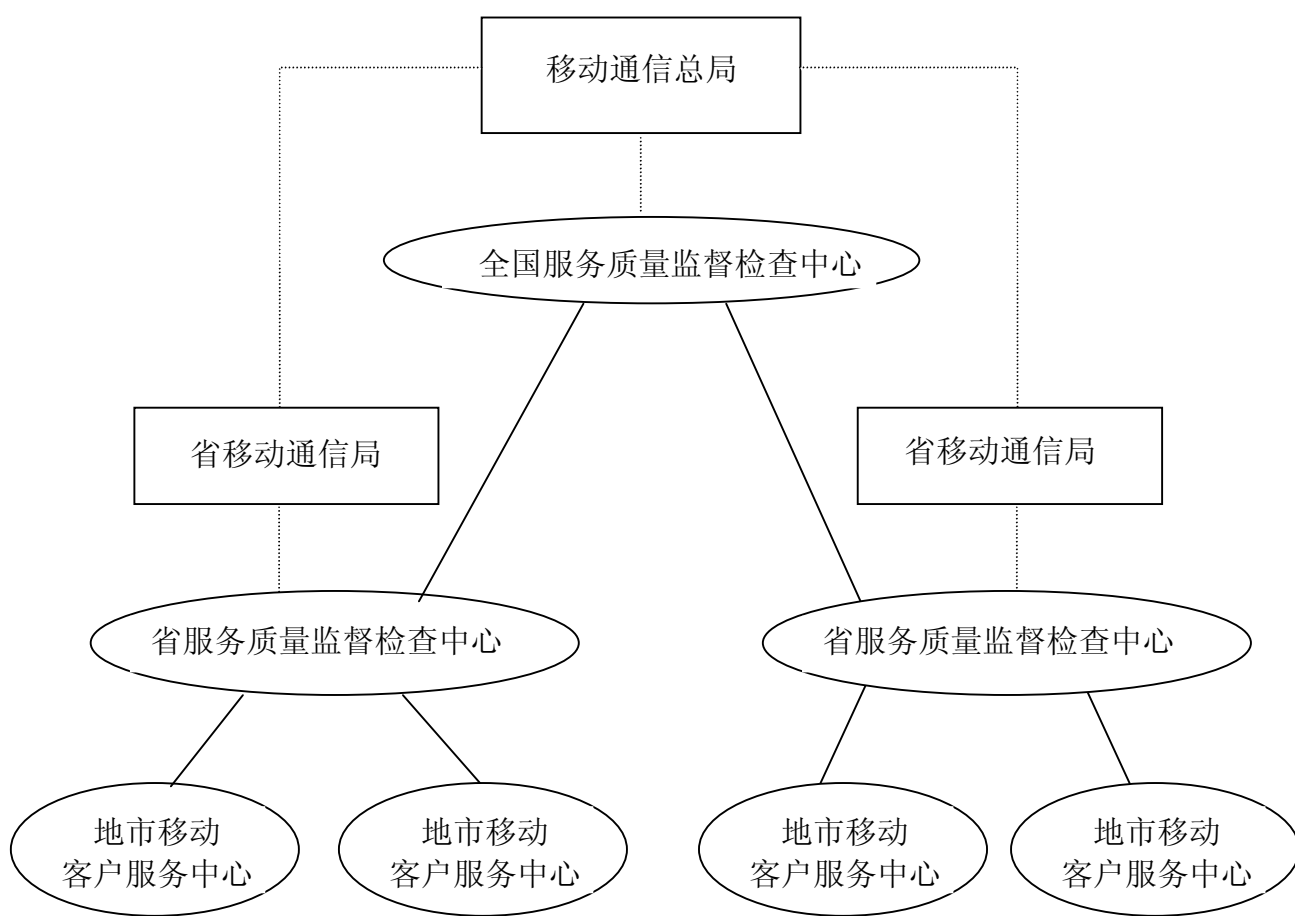 移动通信总局
全国服务质量监督检查中心
省移动通信局
省移动通信局
省服务质量监督检查中心
省服务质量监督检查中心
地市移动
客户服务中心
地市移动
客户服务中心
地市移动
客户服务中心
地市移动
客户服务中心